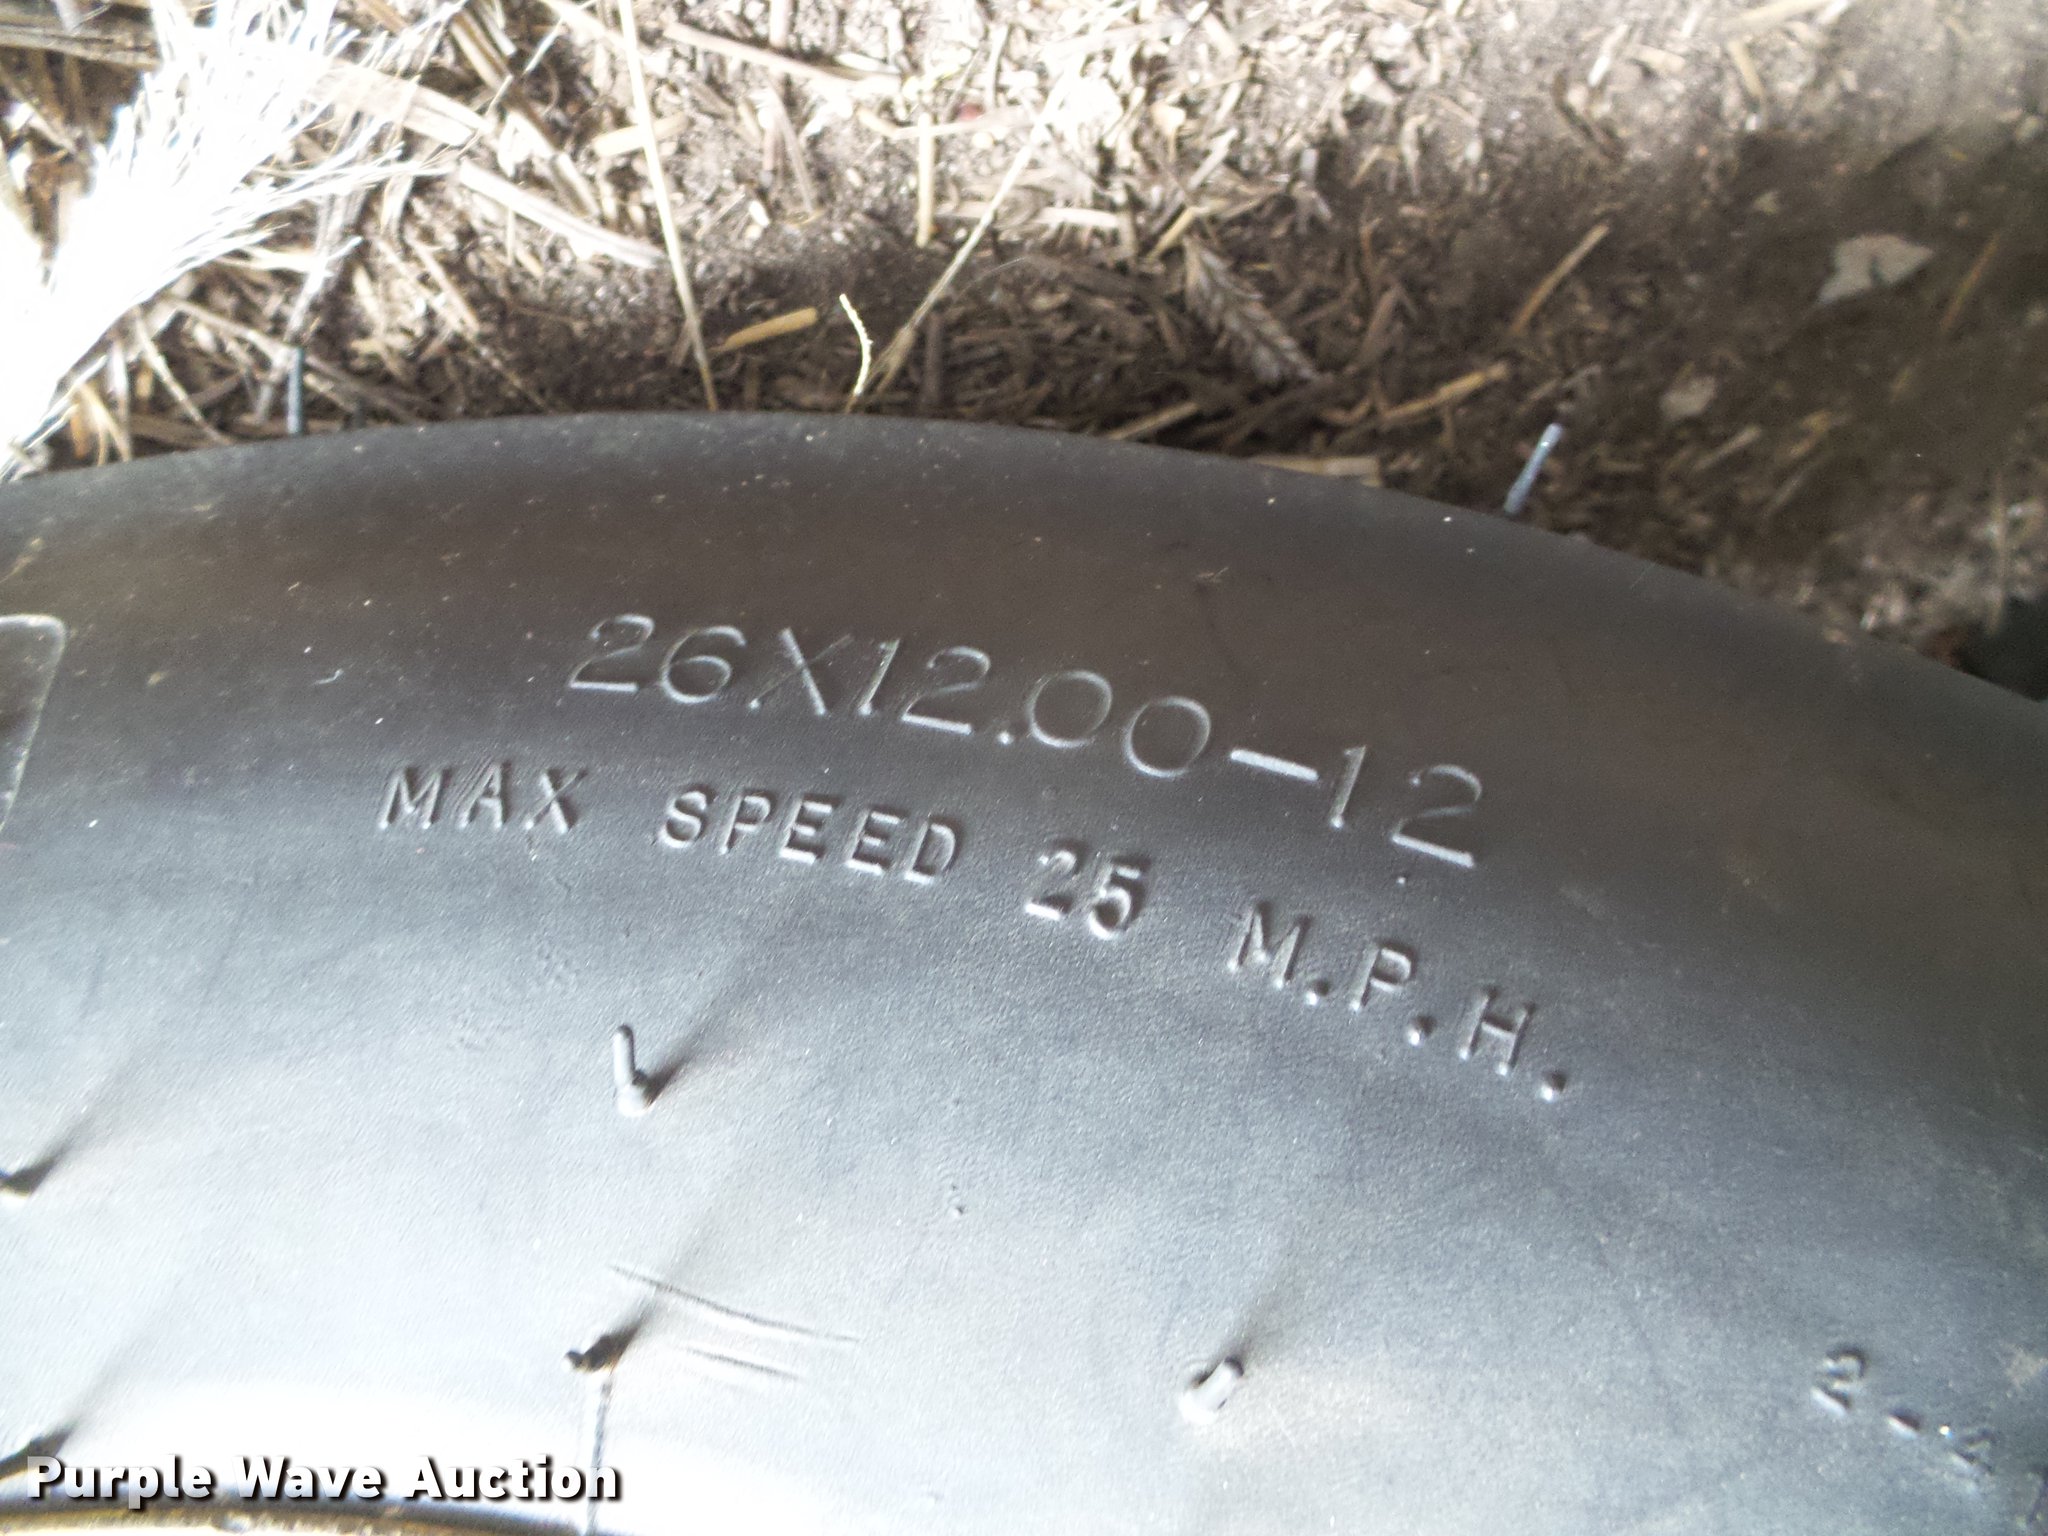 26X12.00-12
MAX SPEED 25 M.P.H.
Purple Wave Auction